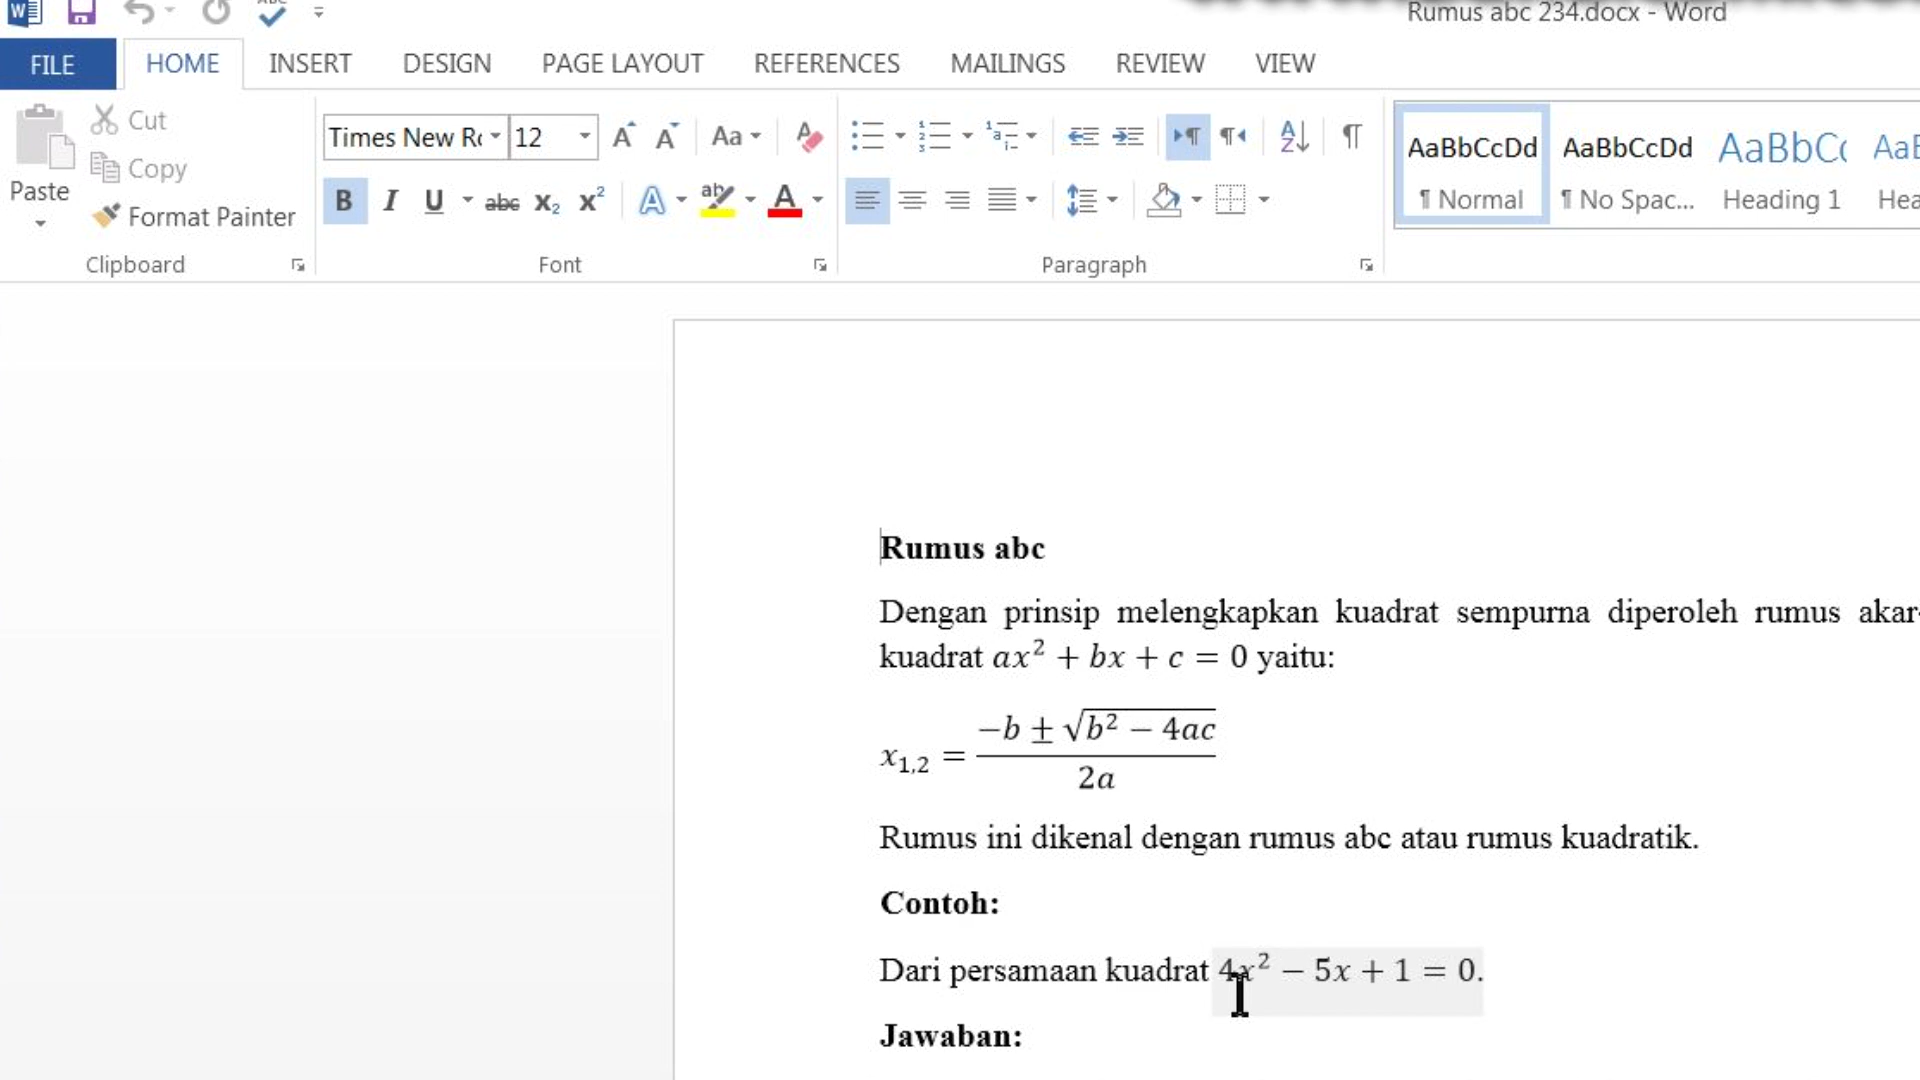 Rumus abc 234.docx - Word
FILE HOME INSERT DESIGN PAGE LAYOUT REFERENCES MAILINGS REVIEW VIEW
Cut
Copy
Paste
Format Painter
Clipboard
Times New Ro 12
Font
Paragraph
AaBbCcDd AaBbCcDd AaBbCc AaB
¶ Normal ¶ No Spac... Heading 1 Hea
Rumus abc
Dengan prinsip melengkapkan kuadrat sempurna diperoleh rumus akar-
kuadrat ax² + bx + c = 0 yaitu:
x₁,₂ = (−b ± √(b² − 4ac)) / 2a
Rumus ini dikenal dengan rumus abc atau rumus kuadratik.
Contoh:
Dari persamaan kuadrat 4x² − 5x + 1 = 0.
Jawaban: